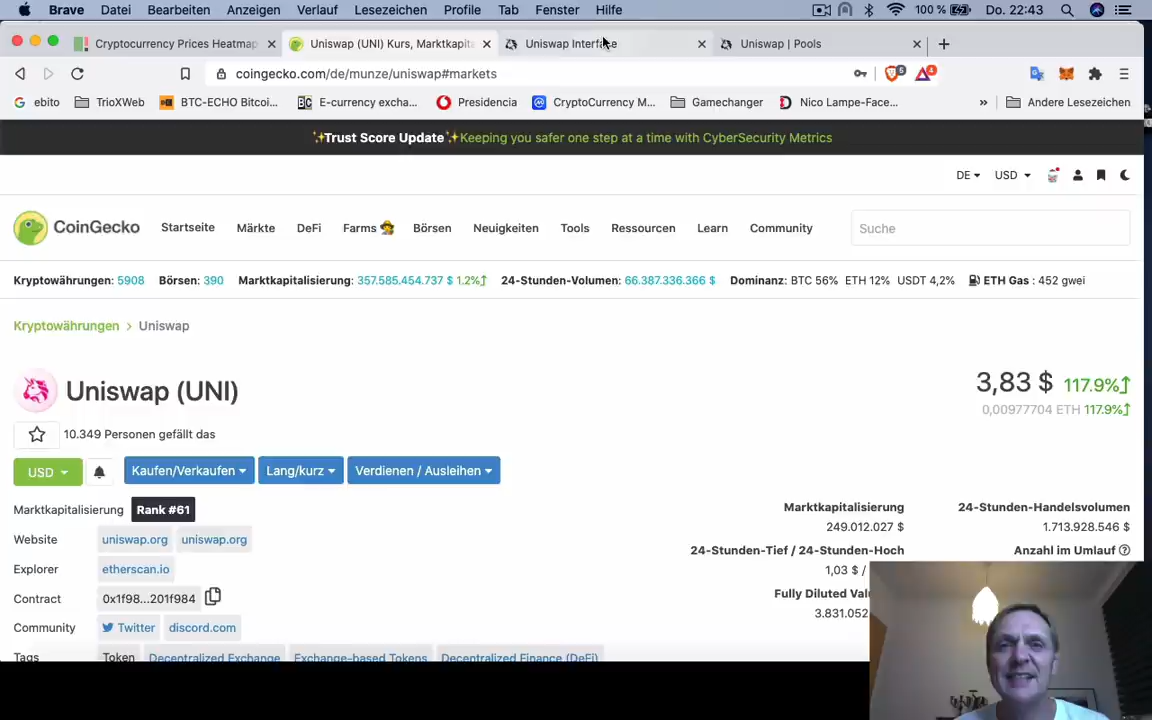 Brave Datei Bearbeiten Anzeigen Verlauf Lesezeichen Profile Tab Fenster Hilfe 100 % Do. 22:43
Cryptocurrency Prices Heatmap Uniswap (UNI) Kurs, Marktkapita Uniswap Interface Uniswap | Pools
coingecko.com/de/munze/uniswap#markets 5 4
ebito TrioXWeb BTC-ECHO Bitcoi... E-currency excha... Presidencia CryptoCurrency M... Gamechanger Nico Lampe-Face... » Andere Lesezeichen
✨Trust Score Update✨Keeping you safer one step at a time with CyberSecurity Metrics
DE USD
CoinGecko Startseite Märkte DeFi Farms Börsen Neuigkeiten Tools Ressourcen Learn Community Suche
Kryptowährungen: 5908 Börsen: 390 Marktkapitalisierung: 357.585.454.737 $ 1.2% 24-Stunden-Volumen: 66.387.336.366 $ Dominanz: BTC 56% ETH 12% USDT 4,2% ETH Gas : 452 gwei
Kryptowährungen > Uniswap
Uniswap (UNI) 3,83 $ 117.9%
0,00977704 ETH 117.9%
10.349 Personen gefällt das
USD Kaufen/Verkaufen Lang/kurz Verdienen / Ausleihen
Marktkapitalisierung Rank #61 Marktkapitalisierung 24-Stunden-Handelsvolumen
249.012.027 $ 1.713.928.546 $
Website uniswap.org uniswap.org
24-Stunden-Tief / 24-Stunden-Hoch Anzahl im Umlauf
Explorer etherscan.io 1,03 $ /
Contract 0x1f98...201f984 Fully Diluted Val
3.831.052
Community Twitter discord.com
Tags Token Decentralized Exchange Exchange-based Tokens Decentralized Finance (DeFi)